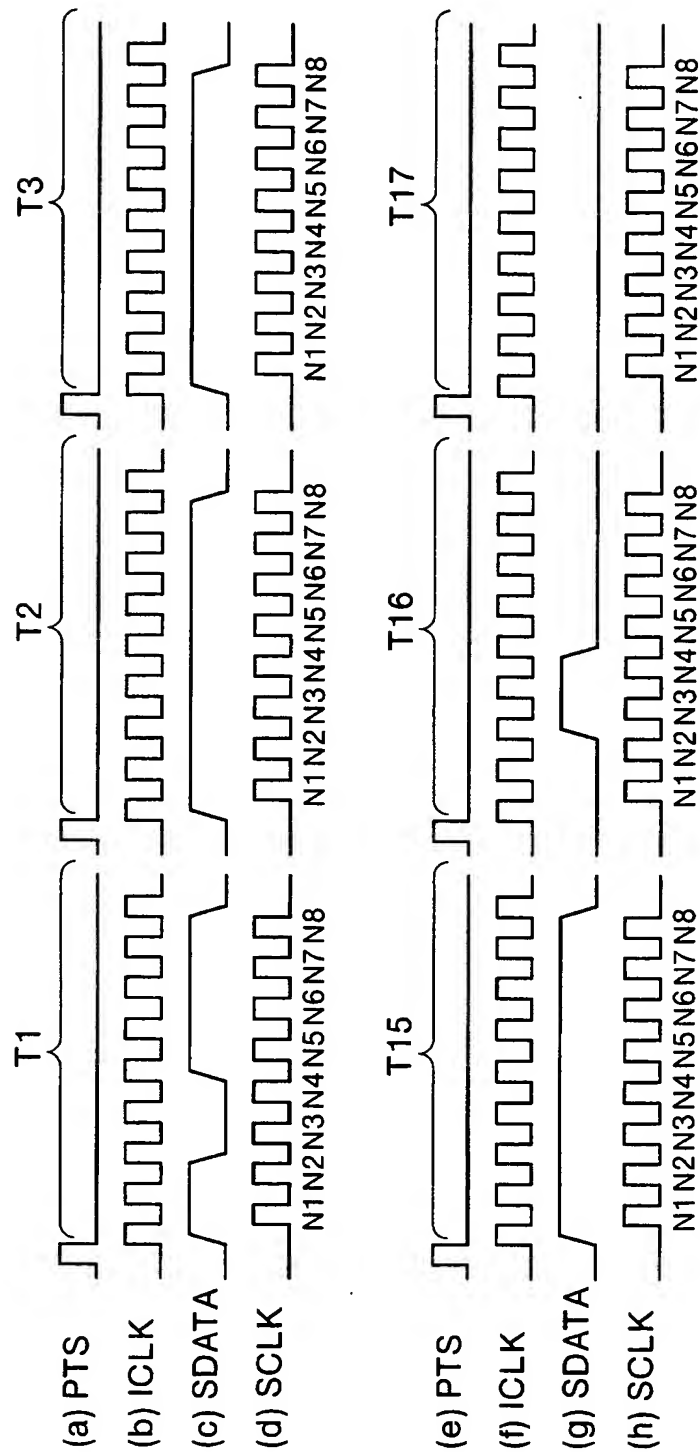 T1 T2 T3
(a) PTS
(b) ICLK
(c) SDATA
(d) SCLK
N1 N2 N3 N4 N5 N6 N7 N8 N1 N2 N3 N4 N5 N6 N7 N8 N1 N2 N3 N4 N5 N6 N7 N8
T15 T16 T17
(e) PTS
(f) ICLK
(g) SDATA
(h) SCLK
N1 N2 N3 N4 N5 N6 N7 N8 N1 N2 N3 N4 N5 N6 N7 N8 N1 N2 N3 N4 N5 N6 N7 N8